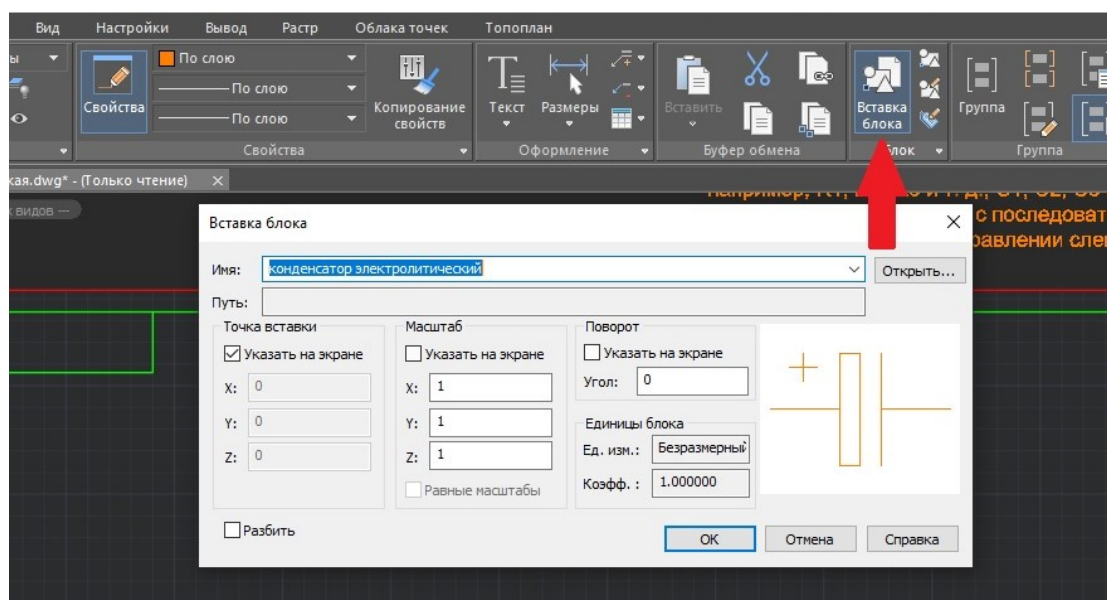 Вид Настройки Вывод Растр Облака точек Топоплан
ы По слою
По слою
По слою
Свойства
Копирование
свойств
Текст Размеры
Вставить
Вставка
блока
Группа
Свойства Оформление Буфер обмена Блок Группа
кая.dwg* - (Только чтение)
к видов —
с последоват
Вставка блока
Имя: конденсатор электролитический Открыть...
Путь:
Точка вставки Масштаб Поворот
Указать на экране Указать на экране Указать на экране
X: 0 X: 1 Угол: 0
Y: 0 Y: 1 Единицы блока
Z: 0 Z: 1 Ед. изм.: Безразмерный
Равные масштабы Коэфф. : 1.000000
Разбить
OK Отмена Справка